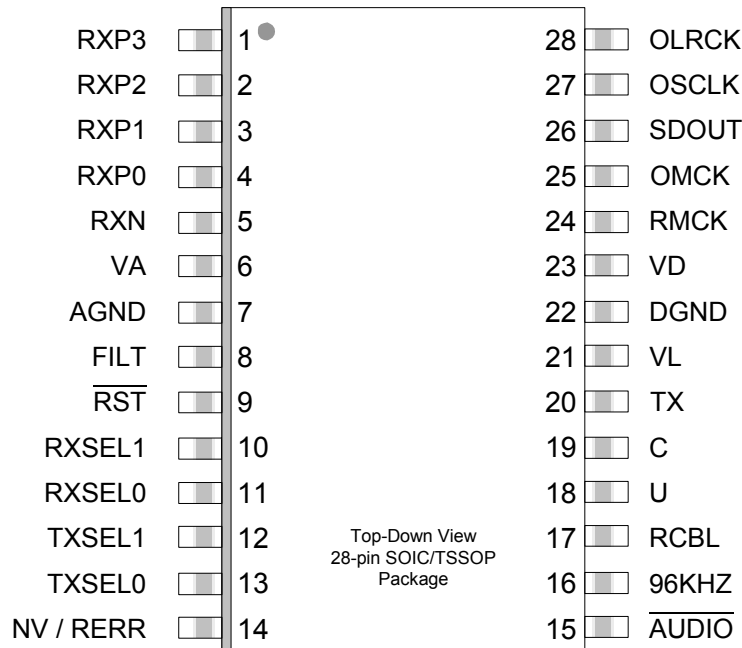 RXP3 1 28 OLRCK
RXP2 2 27 OSCLK
RXP1 3 26 SDOUT
RXP0 4 25 OMCK
RXN 5 24 RMCK
VA 6 23 VD
AGND 7 22 DGND
FILT 8 21 VL
RST 9 20 TX
RXSEL1 10 19 C
RXSEL0 11 18 U
TXSEL1 12 Top-Down View 17 RCBL
28-pin SOIC/TSSOP
TXSEL0 13 Package 16 96KHZ
NV / RERR 14 15 AUDIO